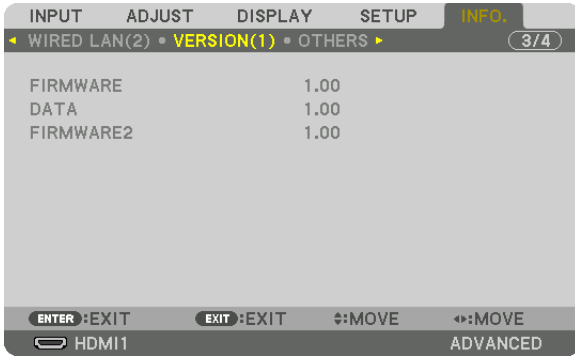 INPUT ADJUST DISPLAY SETUP INFO.
WIRED LAN(2) • VERSION(1) • OTHERS 3/4
FIRMWARE 1.00
DATA 1.00
FIRMWARE2 1.00
ENTER :EXIT EXIT :EXIT :MOVE :MOVE
HDMI1 ADVANCED